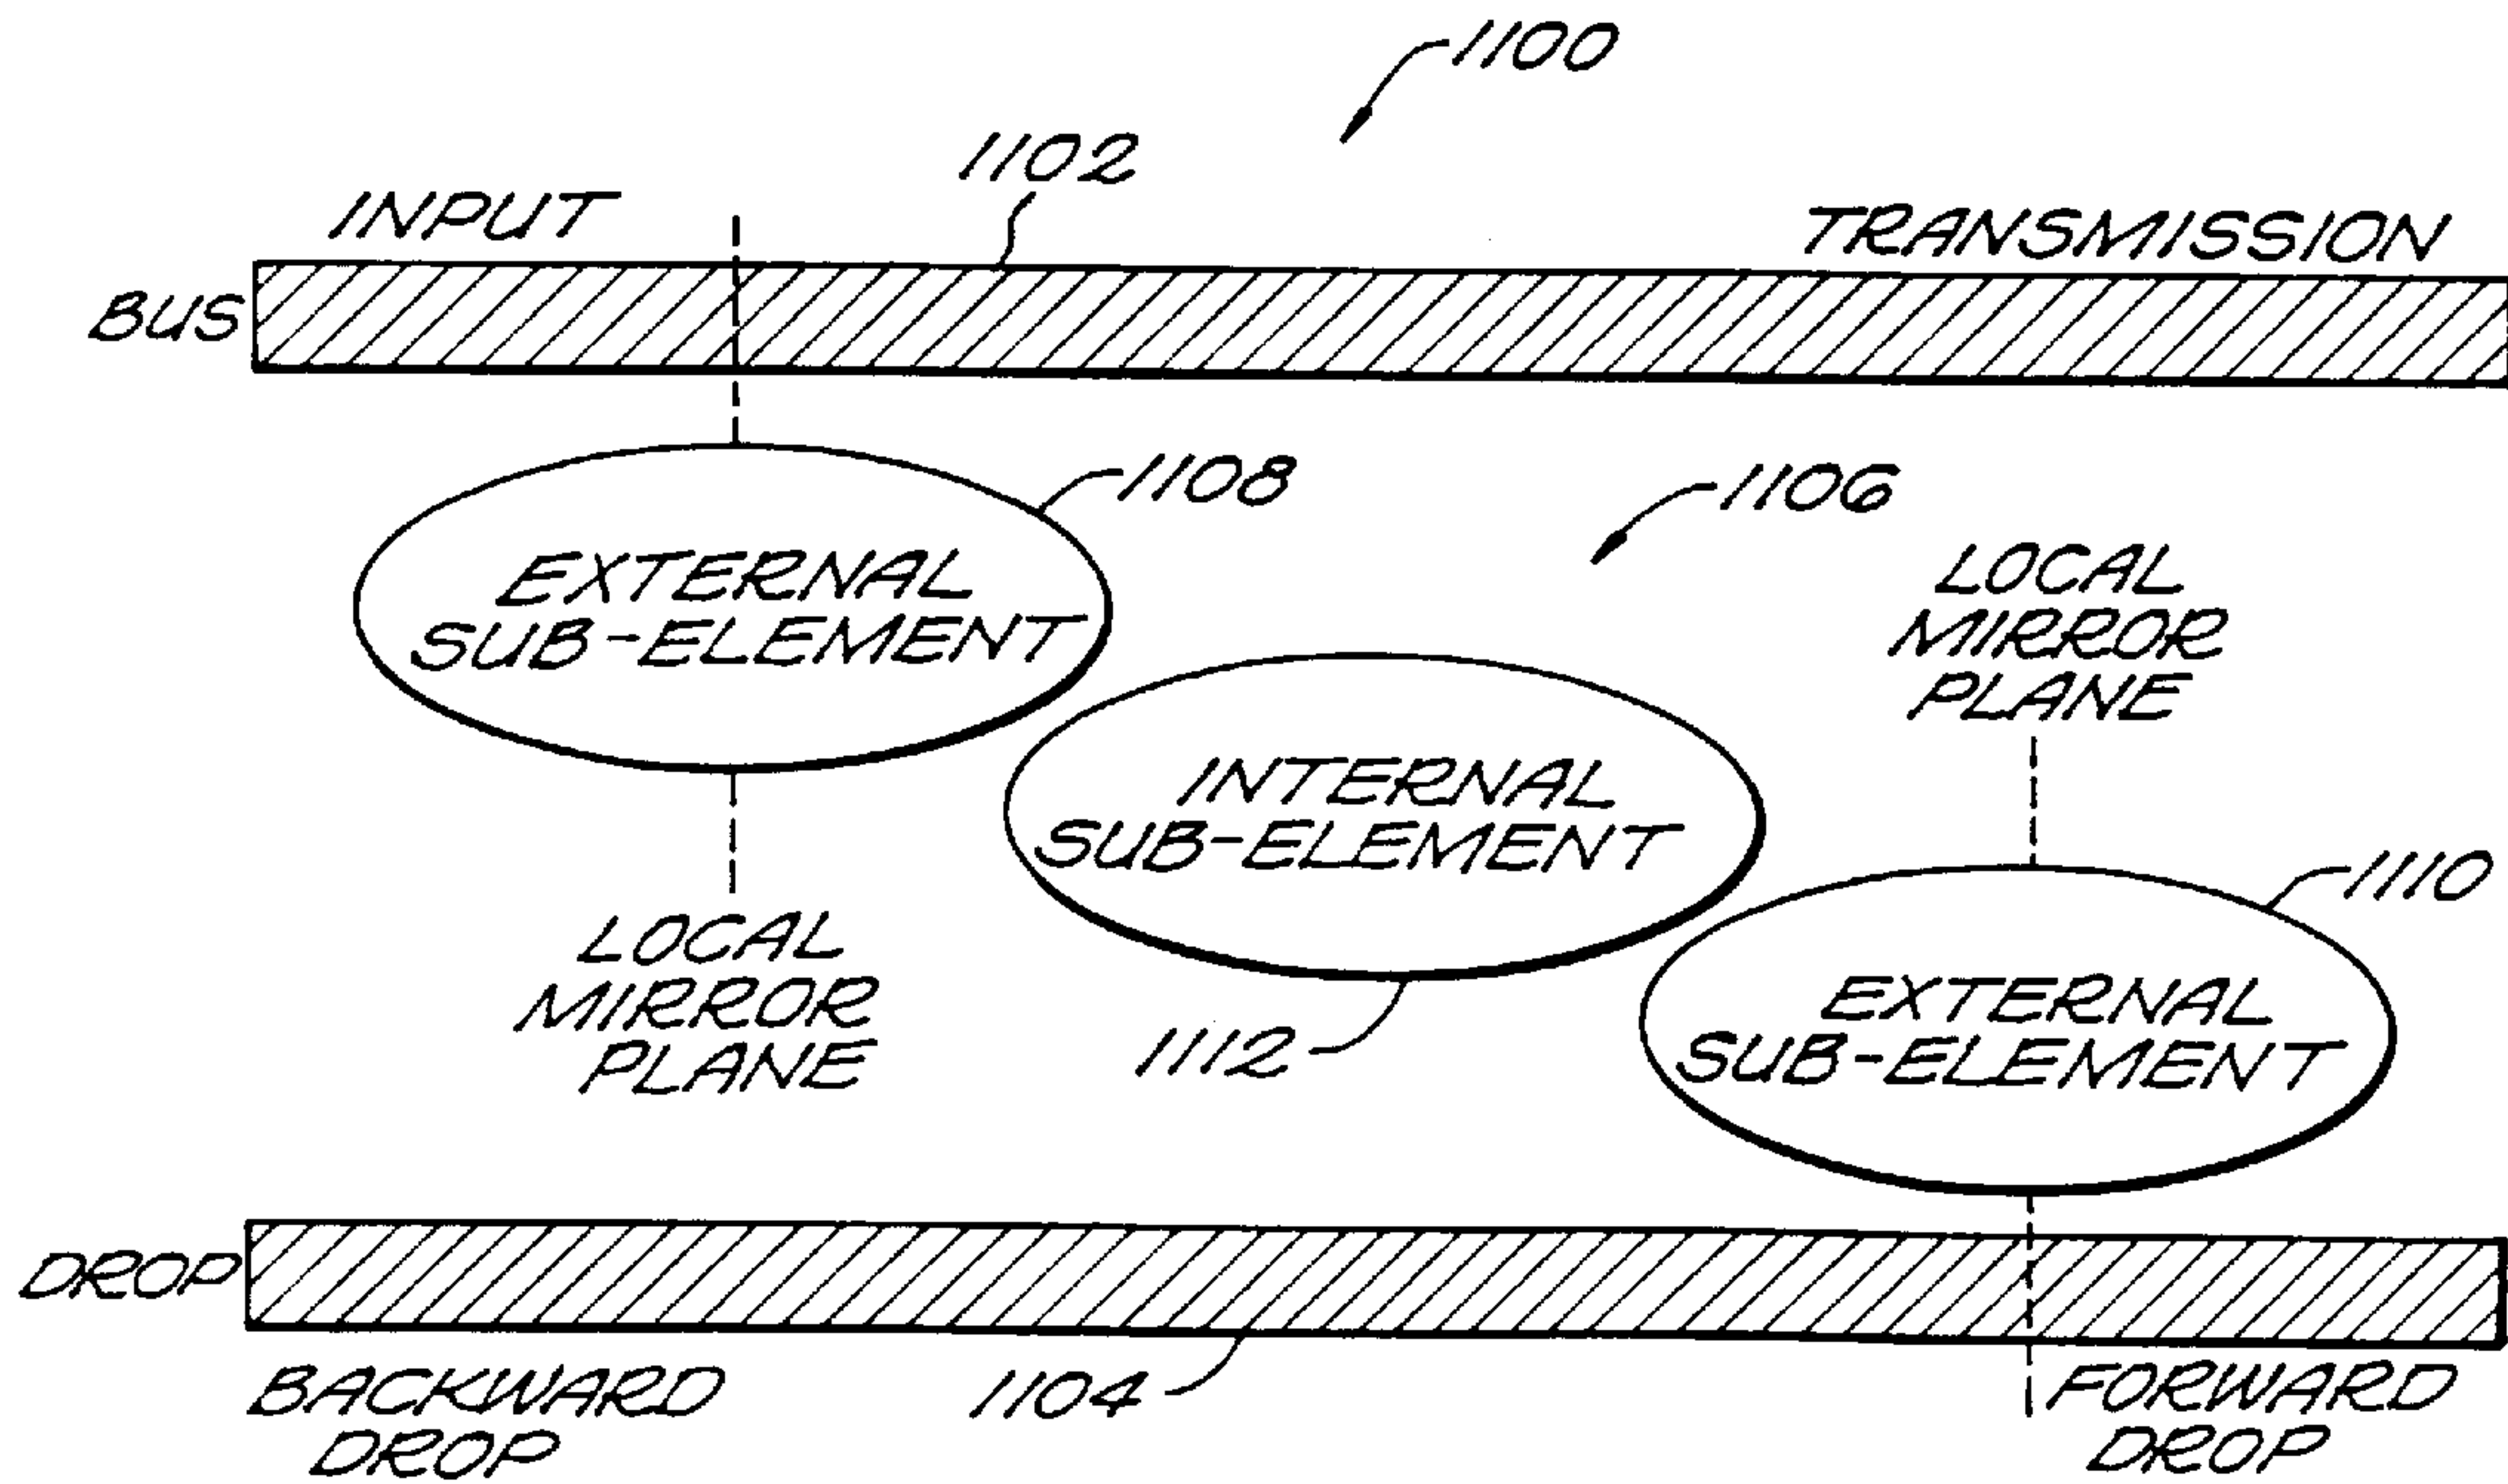 1100
1102
INPUT
TRANSMISSION
BUS
1108
1106
EXTERNAL
SUB-ELEMENT
LOCAL
MIRROR
PLANE
INTERNAL
SUB-ELEMENT
1110
LOCAL
MIRROR
PLANE
1112
EXTERNAL
SUB-ELEMENT
DROP
BACKWARD
DROP
1104
FORWARD
DROP